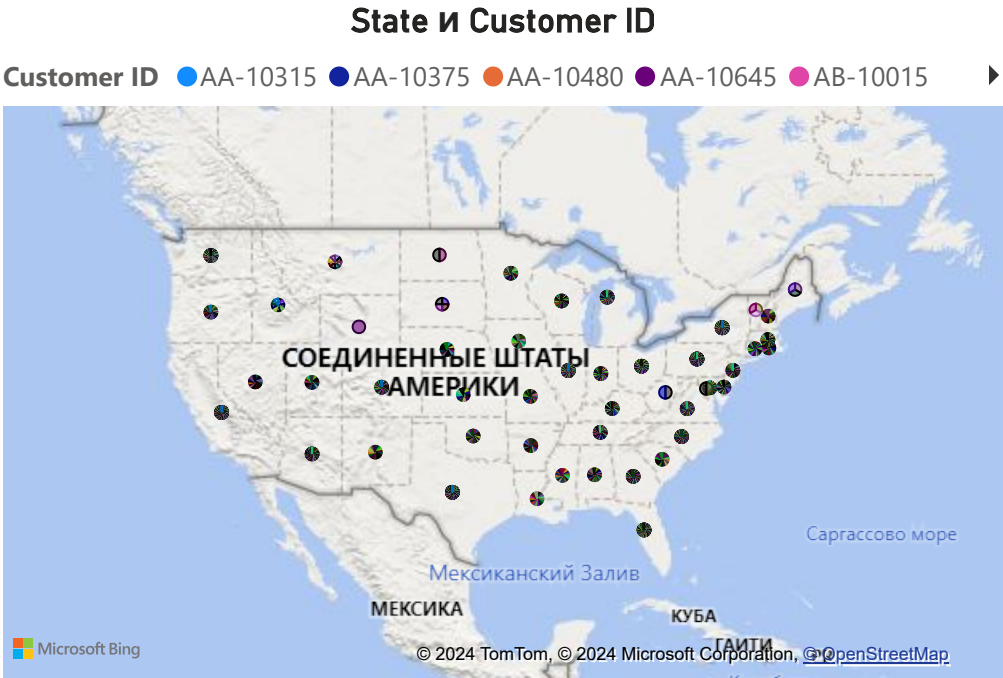 State и Customer ID
Customer ID AA-10315 AA-10375 AA-10480 AA-10645 AB-10015
СОЕДИНЕННЫЕ ШТАТЫ
АМЕРИКИ
Саргассово море
Мексиканский Залив
МЕКСИКА
КУБА
ГАИТИ
Microsoft Bing
© 2024 TomTom, © 2024 Microsoft Corporation, © OpenStreetMap